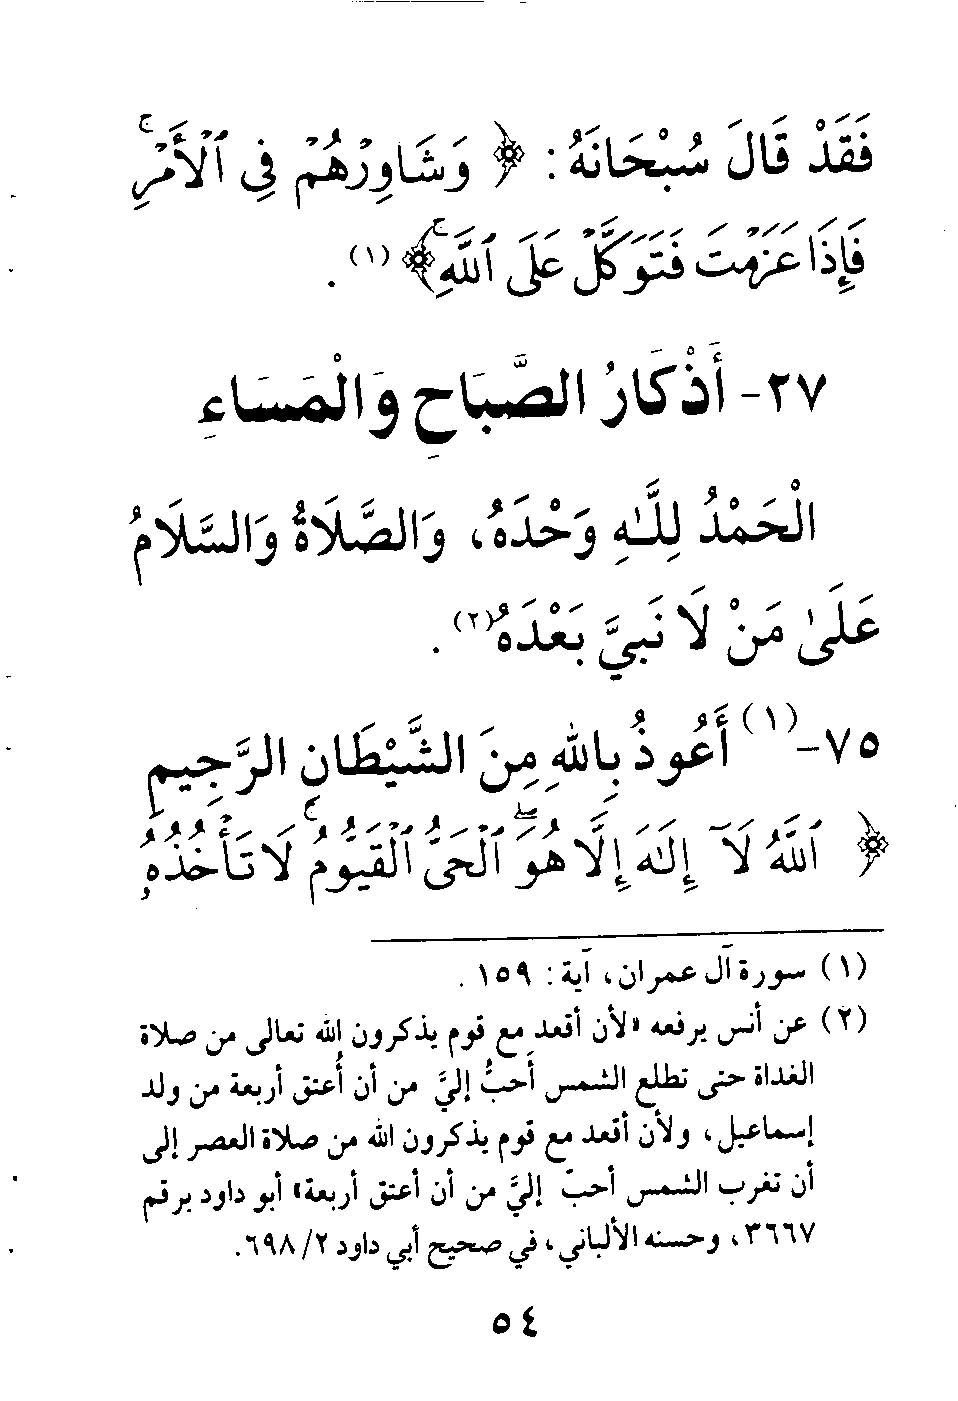 فَقَدْ قَالَ سُبْحَانَهُ: ﴿ وَشَاوِرْهُمْ فِي ٱلْأَمْرِ ۖ
فَإِذَا عَزَمْتَ فَتَوَكَّلْ عَلَى ٱللَّهِ ۚ﴾ (١) .
٢٧- أَذْكَارُ الصَّبَاحِ وَالْمَسَاءِ
الْحَمْدُ لِلَّـٰهِ وَحْدَهُ، وَالصَّلَاةُ وَالسَّلَامُ
عَلَىٰ مَنْ لَا نَبِيَّ بَعْدَهُ(٢) .
٧٥-(١) أَعُوذُ بِاللهِ مِنَ الشَّيْطَانِ الرَّجِيمِ
﴿ ٱللَّهُ لَآ إِلَـٰهَ إِلَّا هُوَ ۖ ٱلْحَىُّ ٱلْقَيُّومُ ۚ لَا تَأْخُذُهُۥ
(١) سورة آل عمران، آية: ١٥٩ .
(٢) عن أنس يرفعه «لأن أقعد مع قوم يذكرون الله تعالى من صلاة
الغداة حتى تطلع الشمس أَحبُّ إليَّ من أن أُعتق أربعة من ولد
إسماعيل، ولأن أقعد مع قوم يذكرون الله من صلاة العصر إلى
أن تغرب الشمس أحبّ إليَّ من أن أعتق أربعة» أبو داود برقم
٣٦٦٧، وحسنه الألباني، في صحيح أبي داود ٢/ ٦٩٨.
٥٤